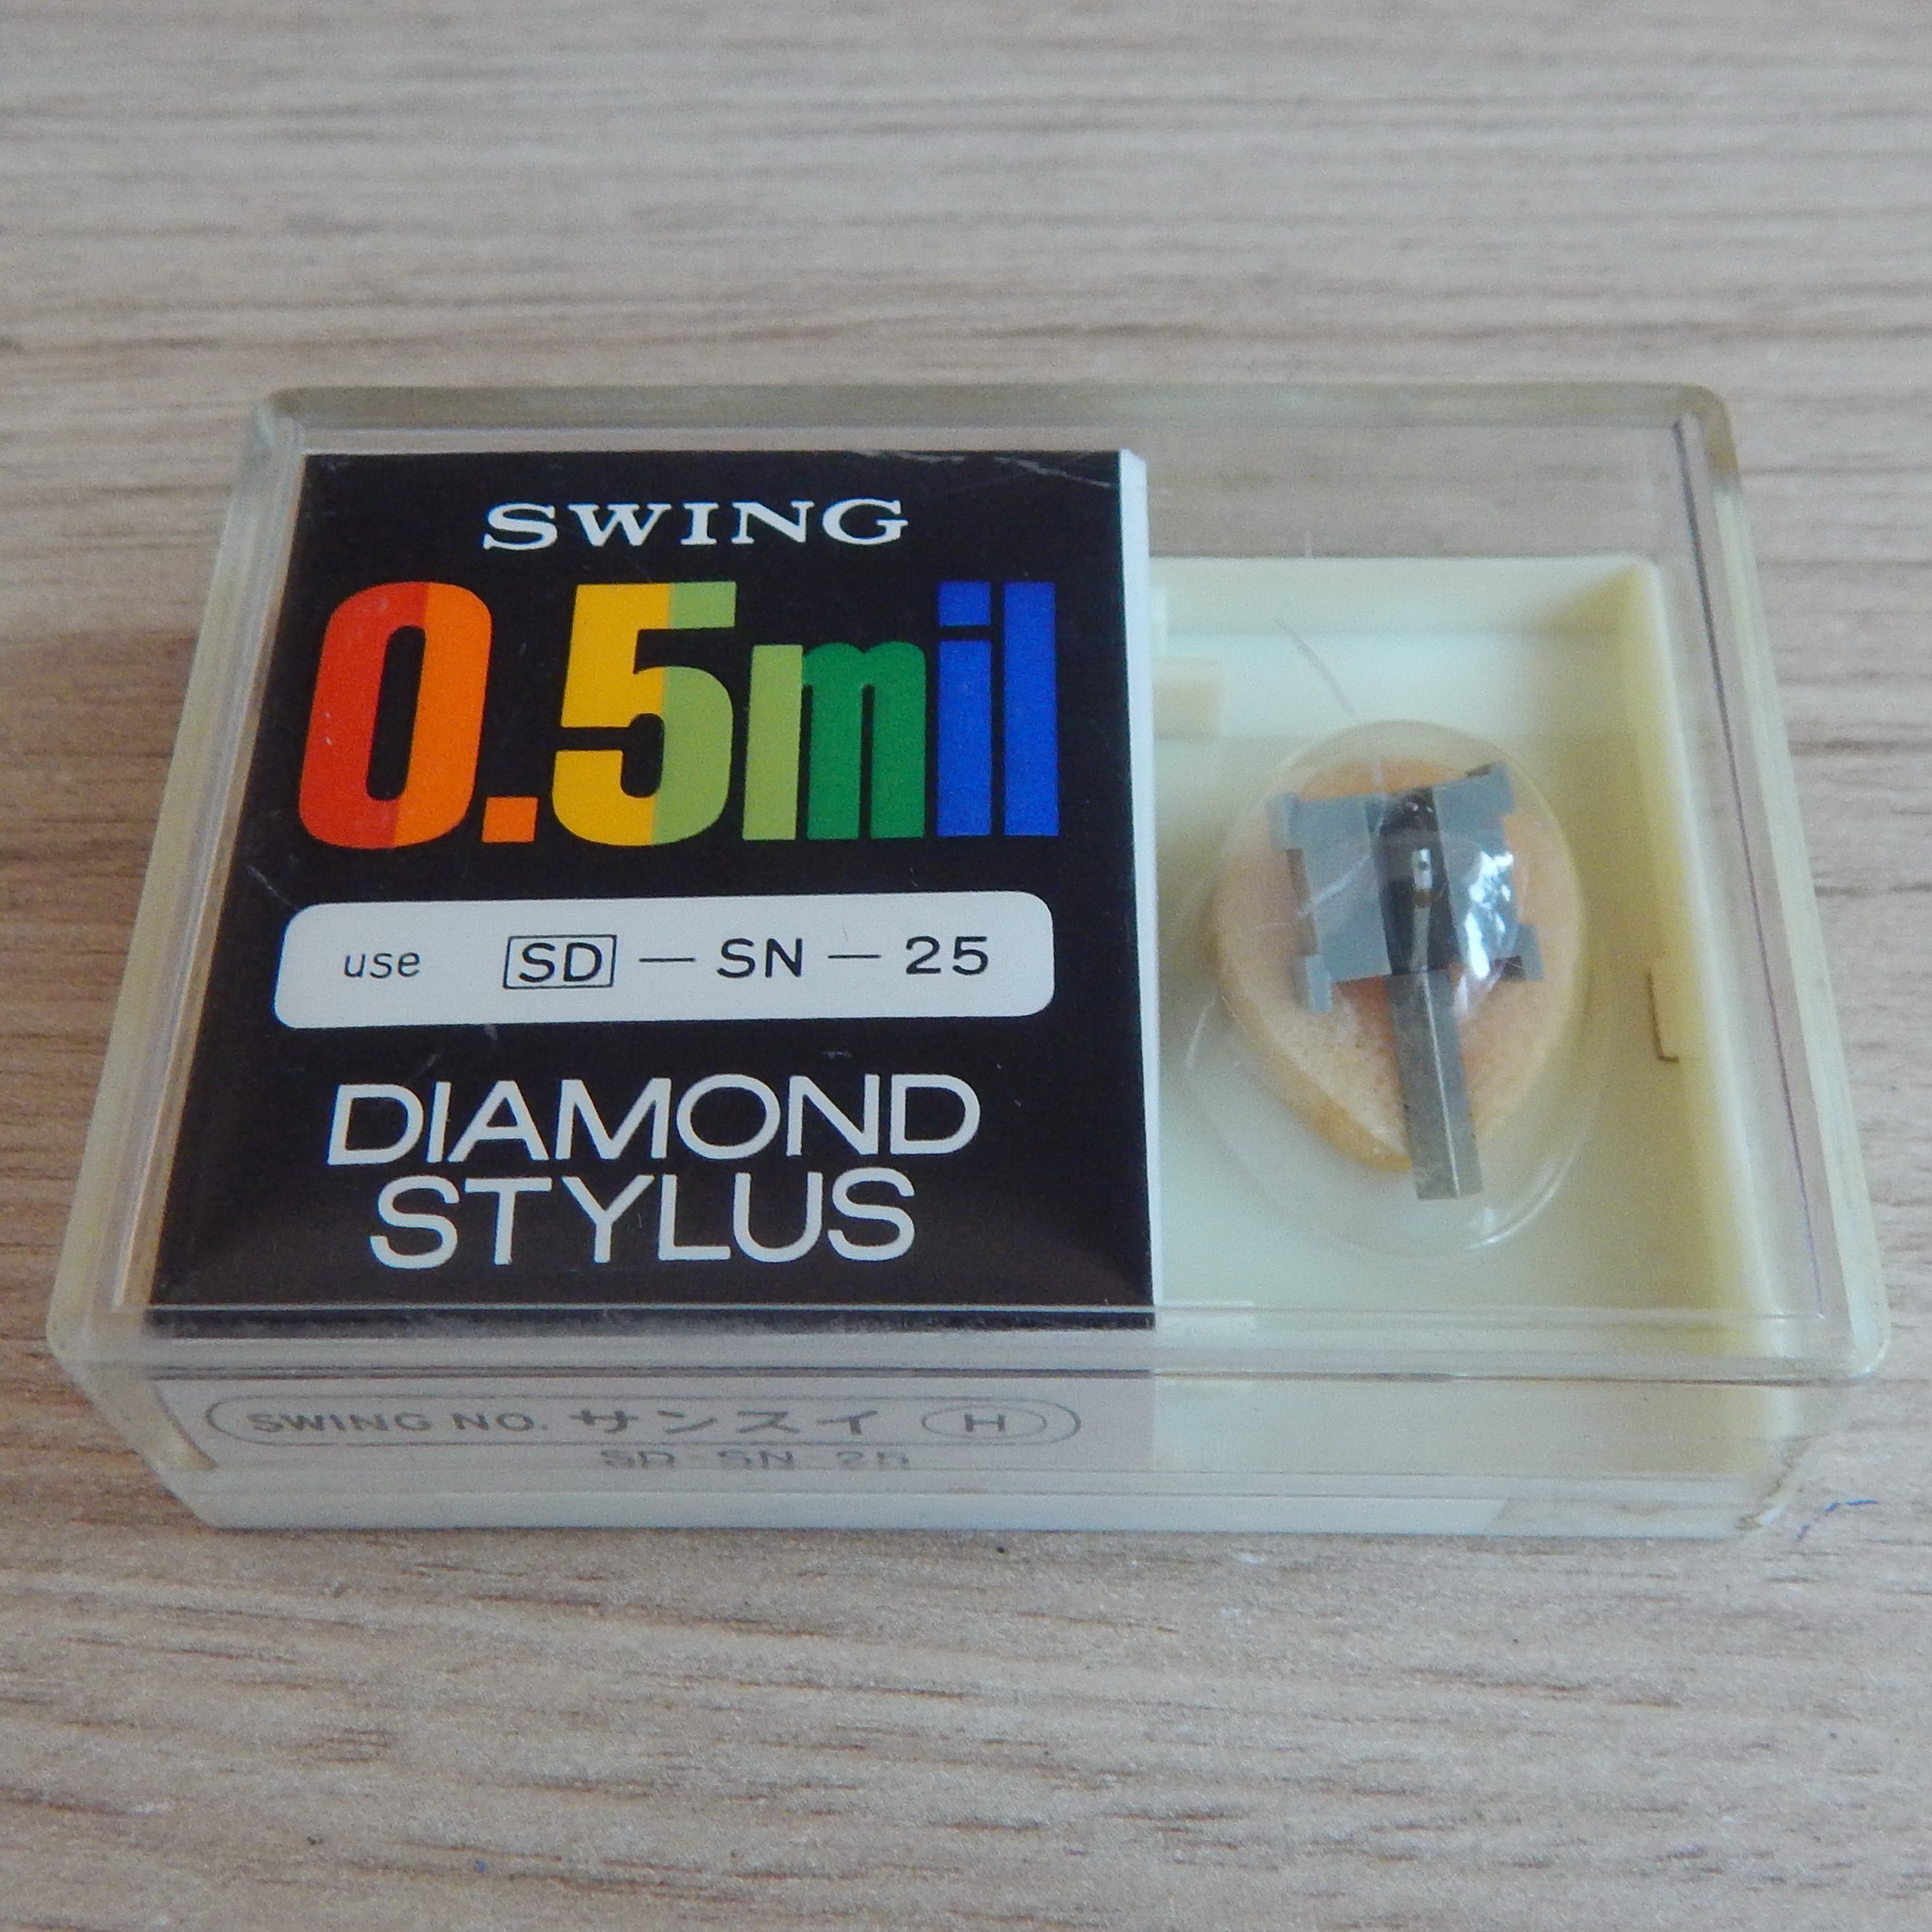 SWING
0.5mil
use SD — SN — 25
DIAMOND
STYLUS
SWING NO. サンスイ H
SD SN 25